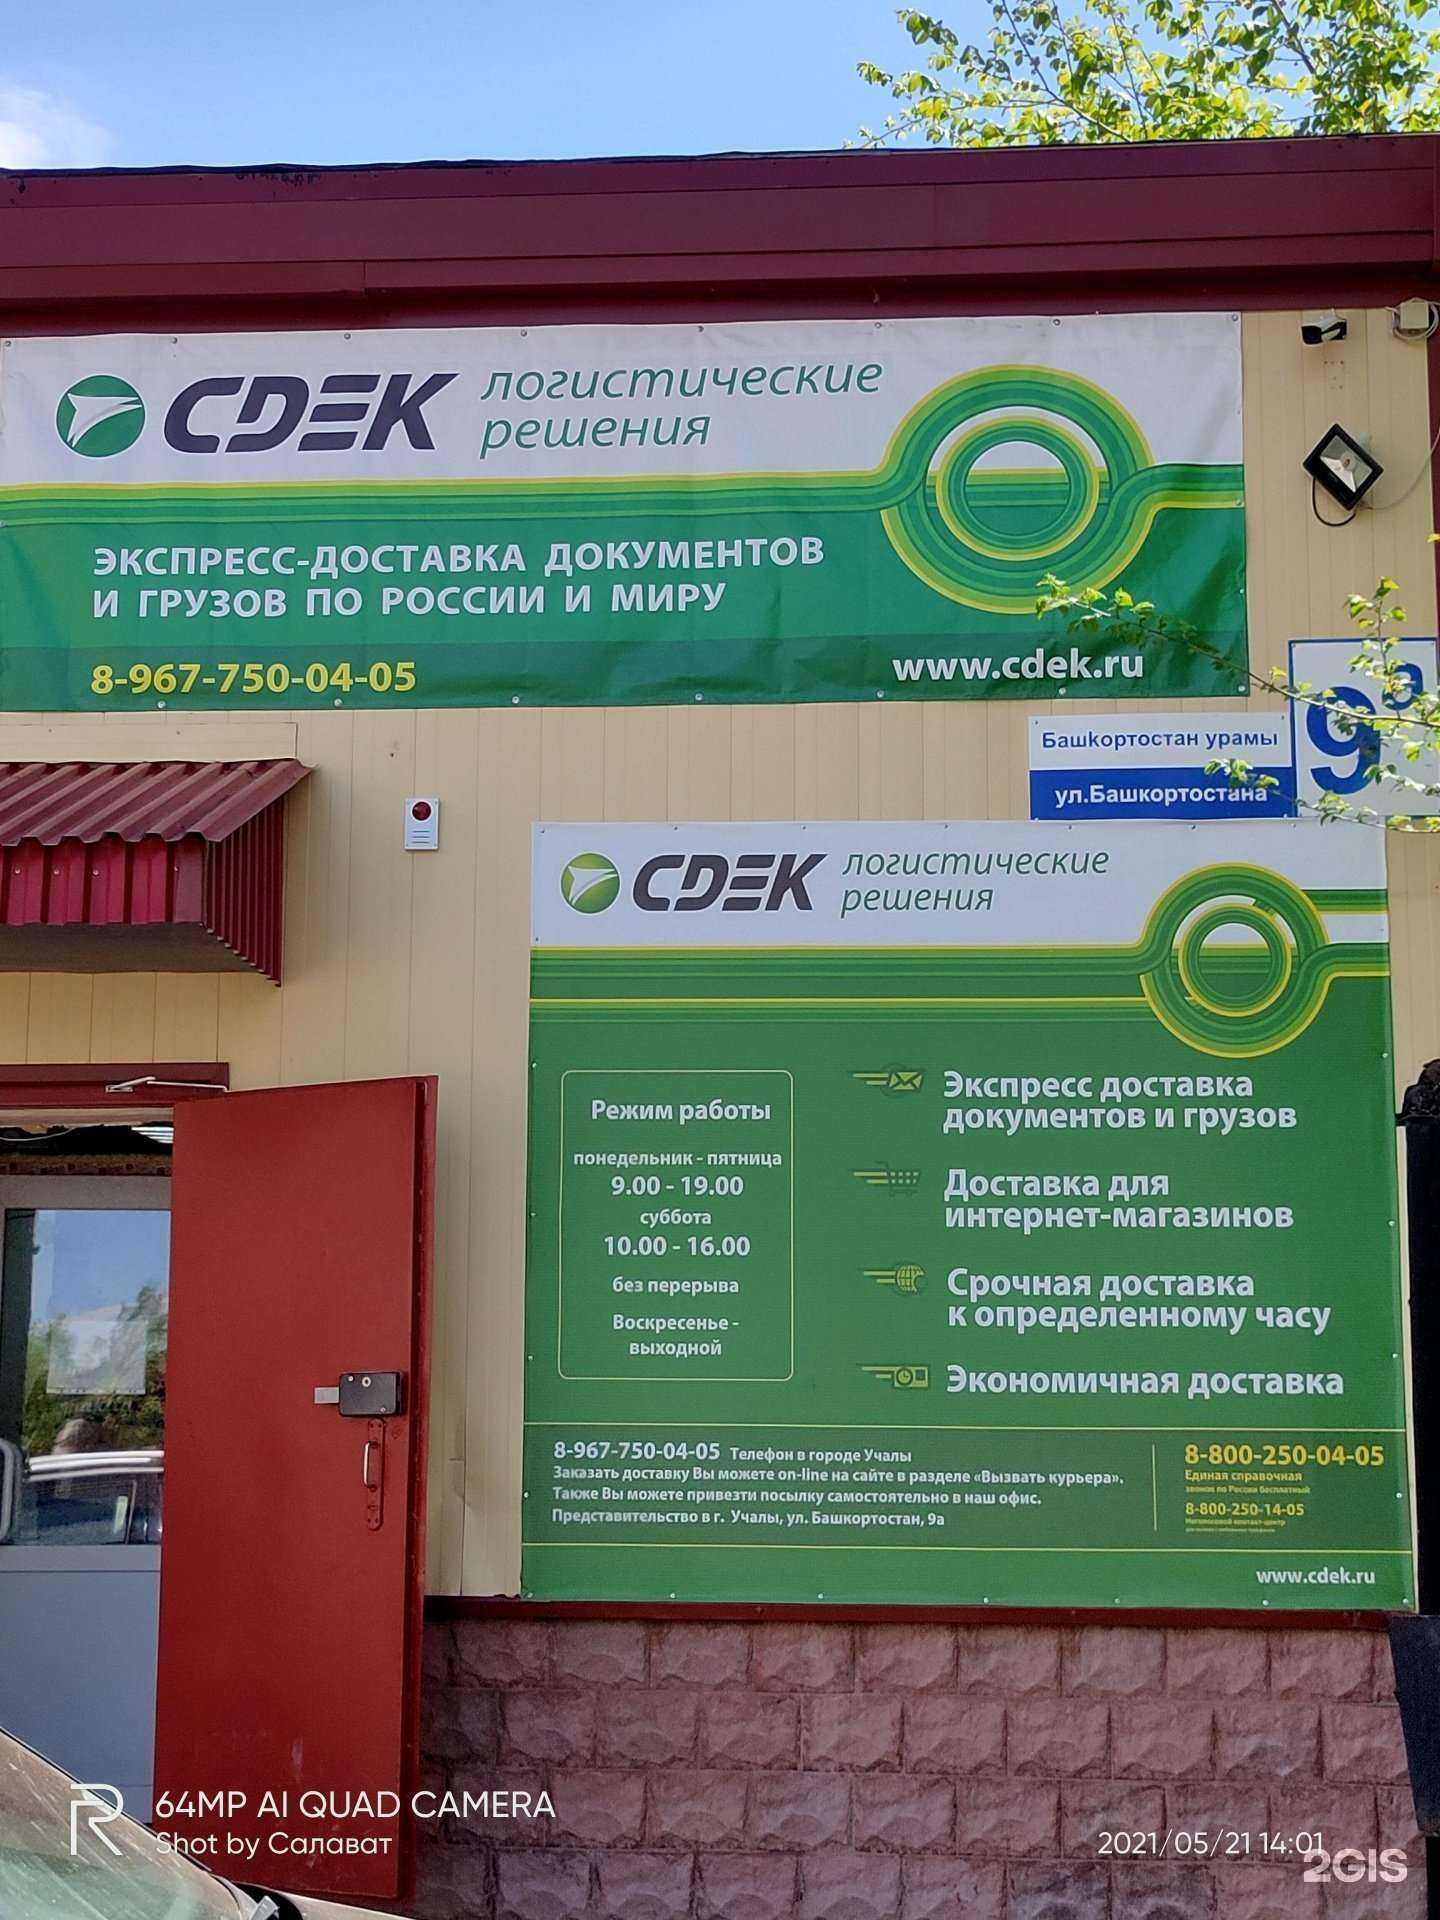 CDEK логистические
решения
ЭКСПРЕСС-ДОСТАВКА ДОКУМЕНТОВ
И ГРУЗОВ ПО РОССИИ И МИРУ
8-967-750-04-05
www.cdek.ru
Башҡортостан урамы
ул.Башкортостана
9а
CDEK логистические
решения
Режим работы
понедельник - пятница
9.00 - 19.00
суббота
10.00 - 16.00
без перерыва
Воскресенье -
выходной
Экспресс доставка
документов и грузов
Доставка для
интернет-магазинов
Срочная доставка
к определенному часу
Экономичная доставка
8-967-750-04-05 Телефон в городе Учалы
Заказать доставку Вы можете on-line на сайте в разделе «Вызвать курьера».
Также Вы можете привезти посылку самостоятельно в наш офис.
Представительство в г. Учалы, ул. Башкортостан, 9а
8-800-250-04-05
Единая справочная
звонок по России бесплатный
8-800-250-14-05
www.cdek.ru
64MP AI QUAD CAMERA
Shot by Салават
2021/05/21 14:01
2GIS